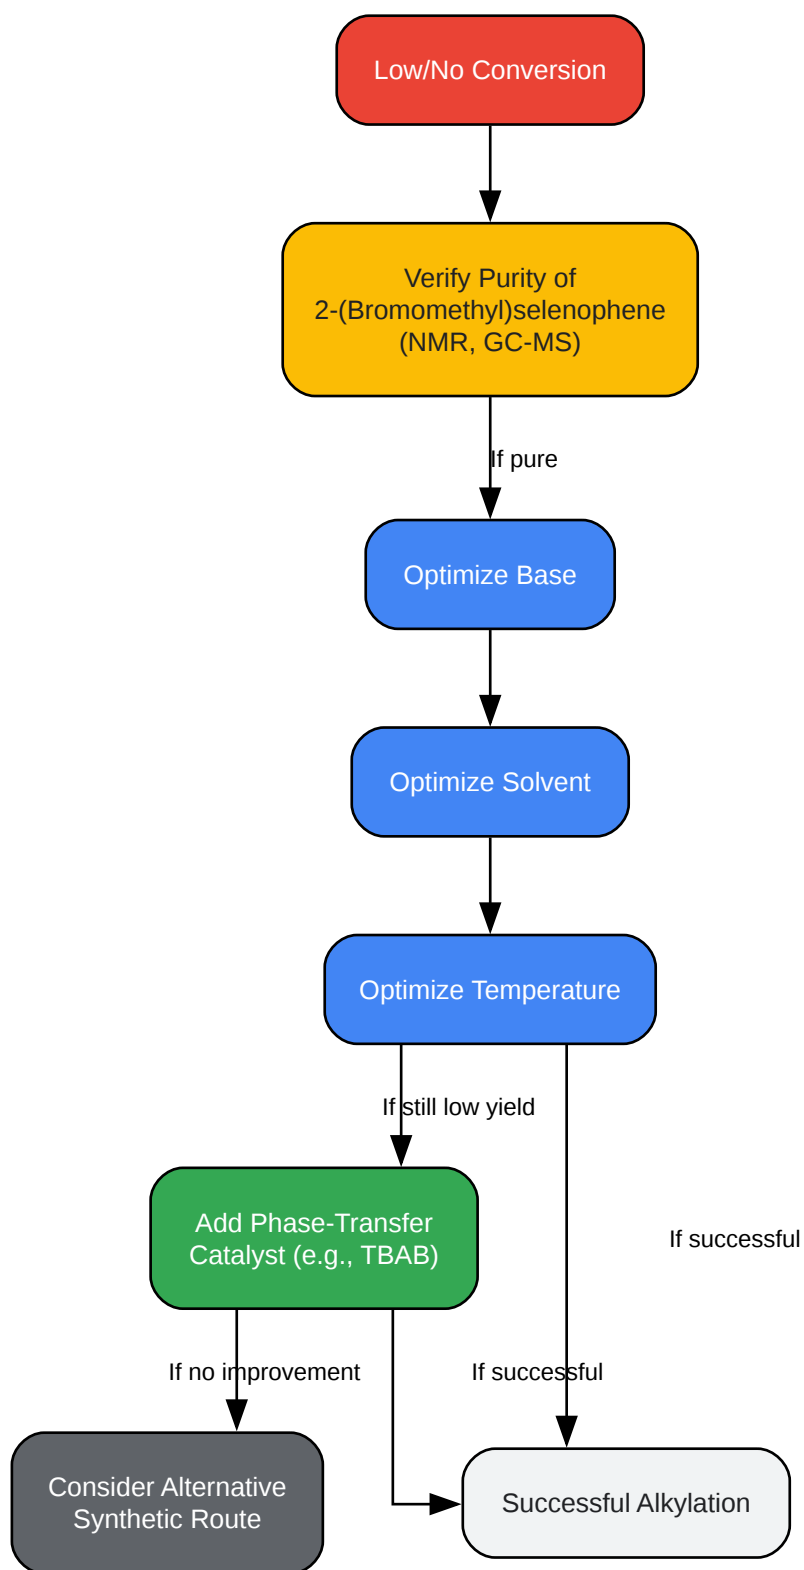 Low/No Conversion
Verify Purity of
2-(Bromomethyl)selenophene
(NMR, GC-MS)
If pure
Optimize Base
Optimize Solvent
Optimize Temperature
If still low yield
Add Phase-Transfer
Catalyst (e.g., TBAB)
If successful
If no improvement
If successful
Consider Alternative
Synthetic Route
Successful Alkylation